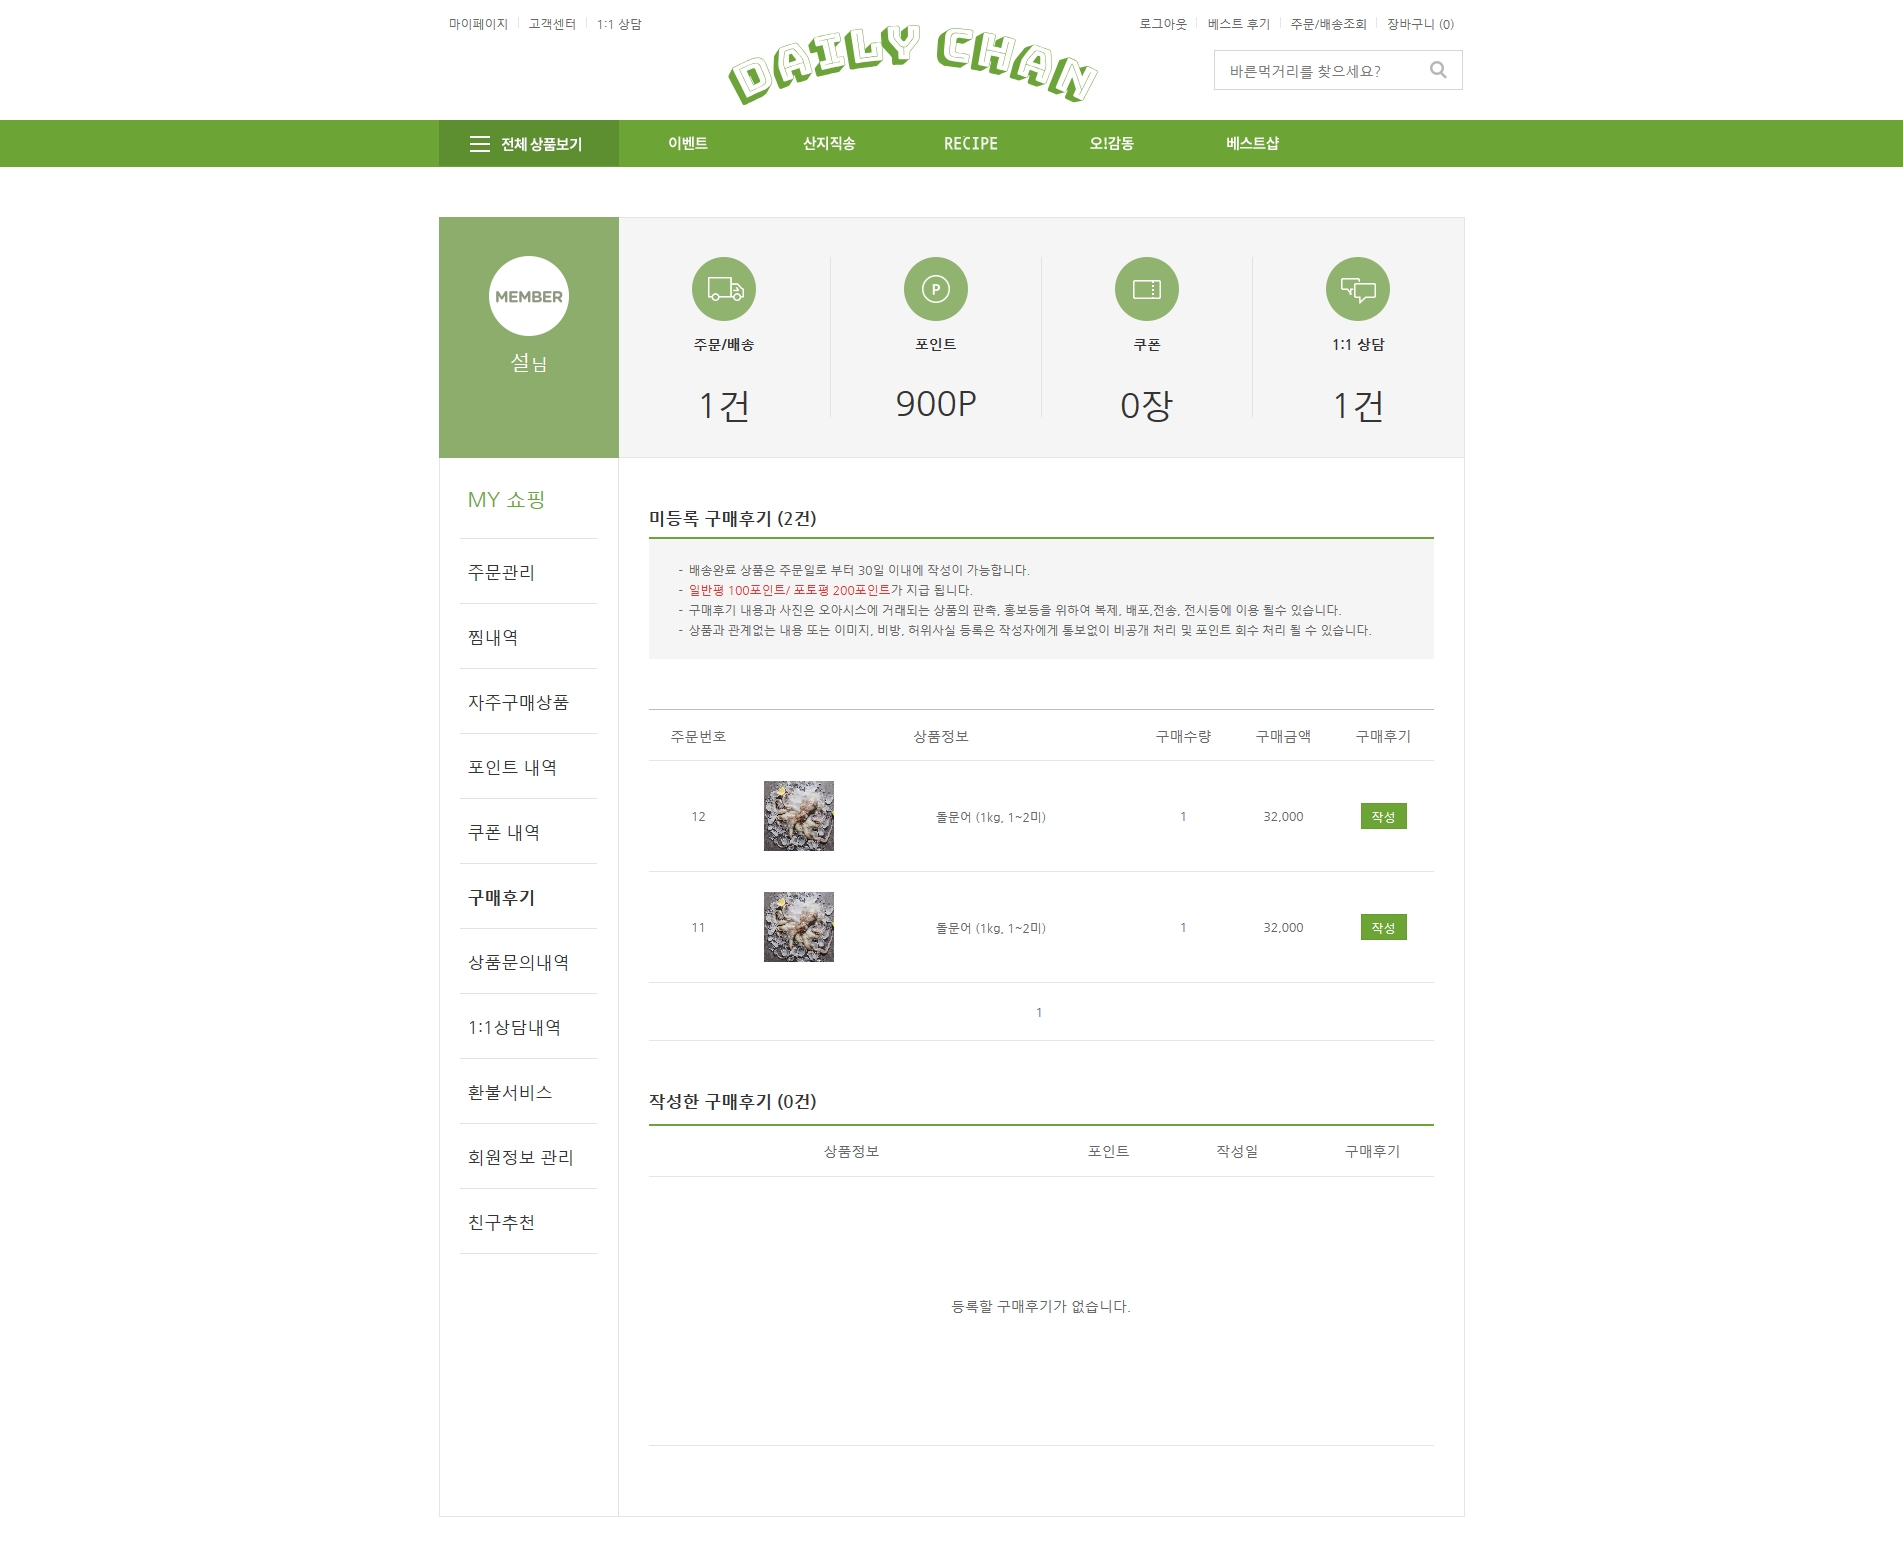 마이페이지 고객센터 1:1 상담
로그아웃 베스트 후기 주문/배송조회 장바구니 (0)
DAILY CHAN
바른먹거리를 찾으세요?
전체 상품보기 이벤트 산지직송 RECIPE 오!감동 베스트샵
MEMBER
설님
주문/배송 포인트 쿠폰 1:1 상담
1건 900P 0장 1건
MY 쇼핑
주문관리
찜내역
자주구매상품
포인트 내역
쿠폰 내역
구매후기
상품문의내역
1:1상담내역
환불서비스
회원정보 관리
친구추천
미등록 구매후기 (2건)
- 배송완료 상품은 주문일로 부터 30일 이내에 작성이 가능합니다.
- 일반평 100포인트/ 포토평 200포인트가 지급 됩니다.
- 구매후기 내용과 사진은 오아시스에 거래되는 상품의 판촉, 홍보등을 위하여 복제, 배포,전송, 전시등에 이용 될수 있습니다.
- 상품과 관계없는 내용 또는 이미지, 비방, 허위사실 등록은 작성자에게 통보없이 비공개 처리 및 포인트 회수 처리 될 수 있습니다.
주문번호 상품정보 구매수량 구매금액 구매후기
12 돌문어 (1kg, 1~2미) 1 32,000 작성
11 돌문어 (1kg, 1~2미) 1 32,000 작성
1
작성한 구매후기 (0건)
상품정보 포인트 작성일 구매후기
등록할 구매후기가 없습니다.